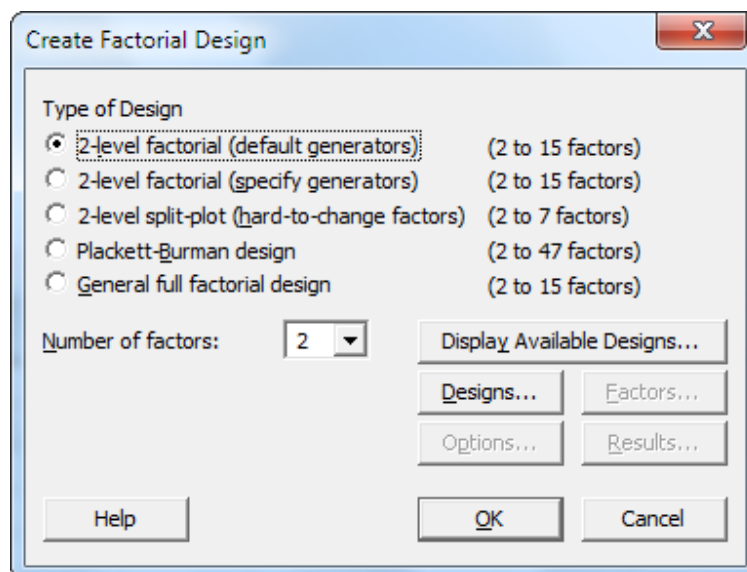 Create Factorial Design
Type of Design
2-level factorial (default generators) (2 to 15 factors)
2-level factorial (specify generators) (2 to 15 factors)
2-level split-plot (hard-to-change factors) (2 to 7 factors)
Plackett-Burman design (2 to 47 factors)
General full factorial design (2 to 15 factors)
Number of factors: 2 Display Available Designs...
Designs... Factors...
Options... Results...
Help OK Cancel